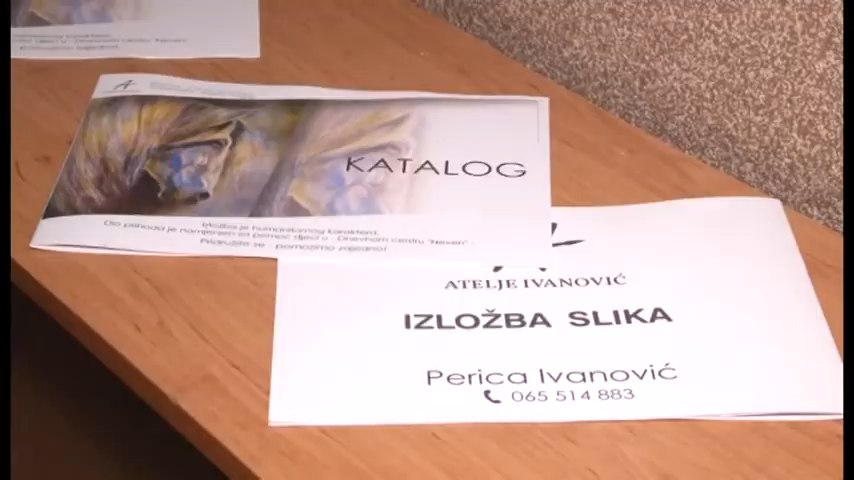 KATALOG
Izložba je humanitarnog karaktera.
Dio prihoda je namijenjen za pomoć djeci u - Dnevnom centru "Neven" -
Pridružite se - pomozimo zajedno!
ATELJE IVANOVIĆ
IZLOŽBA SLIKA
Perica Ivanović
065 514 883